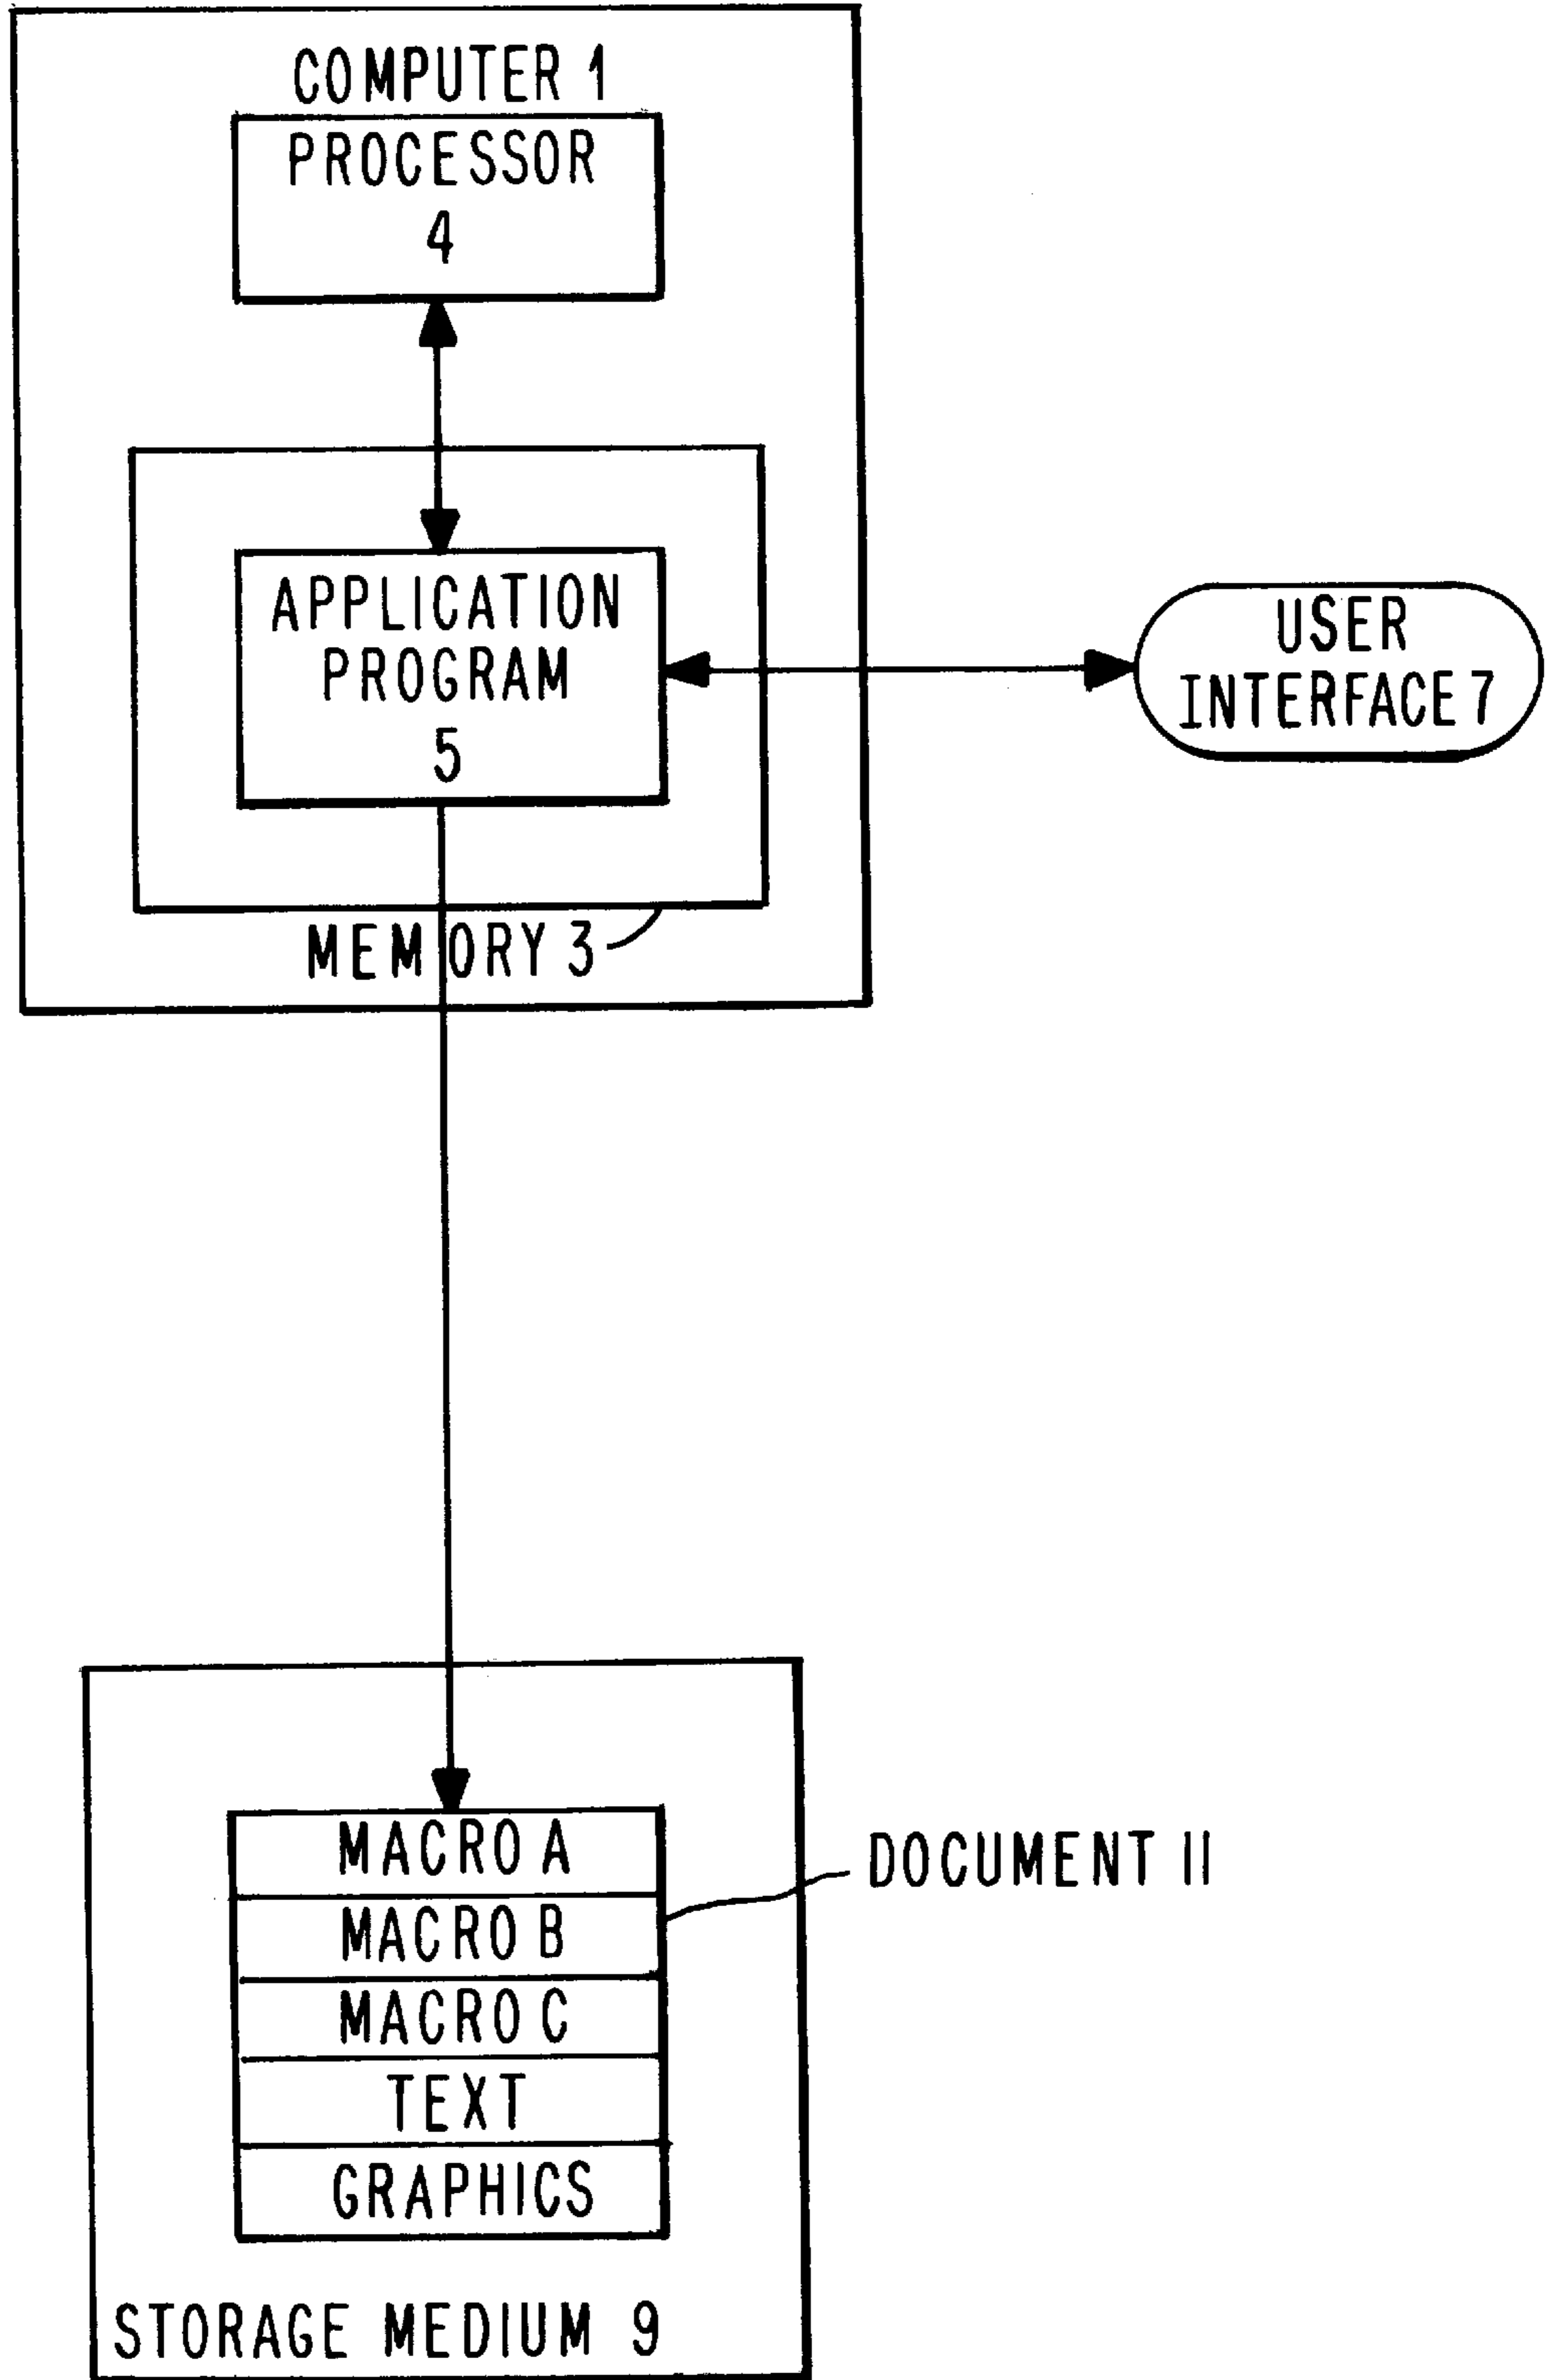 COMPUTER 1
PROCESSOR
4
APPLICATION
PROGRAM
5
USER
INTERFACE 7
MEMORY 3
MACRO A
DOCUMENT 11
MACRO B
MACRO C
TEXT
GRAPHICS
STORAGE MEDIUM 9